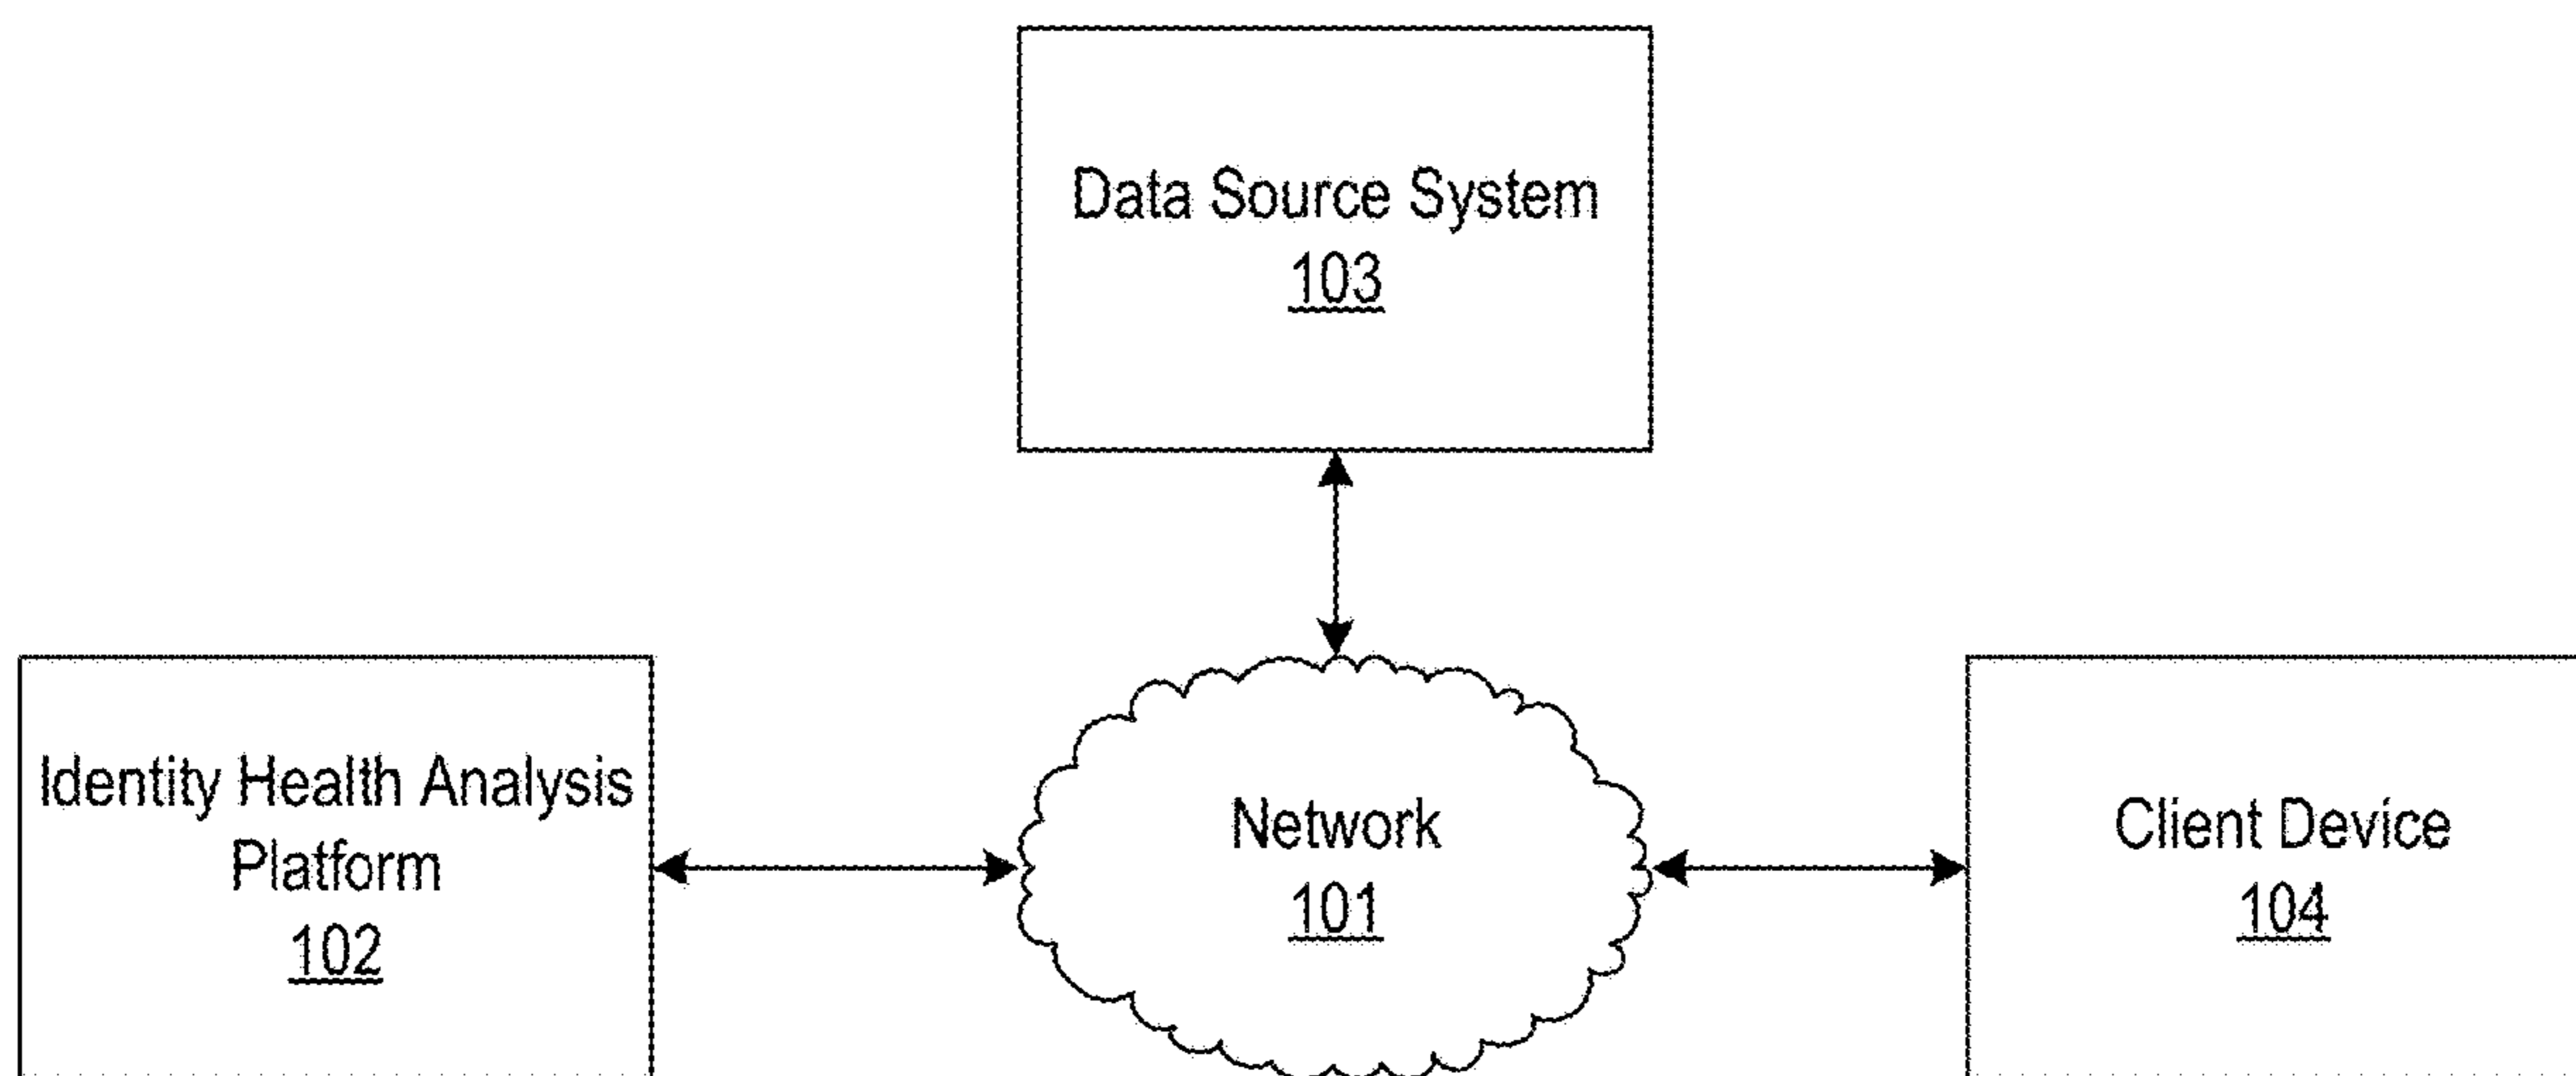 Data Source System
103
Identity Health Analysis
Platform
102
Network
101
Client Device
104